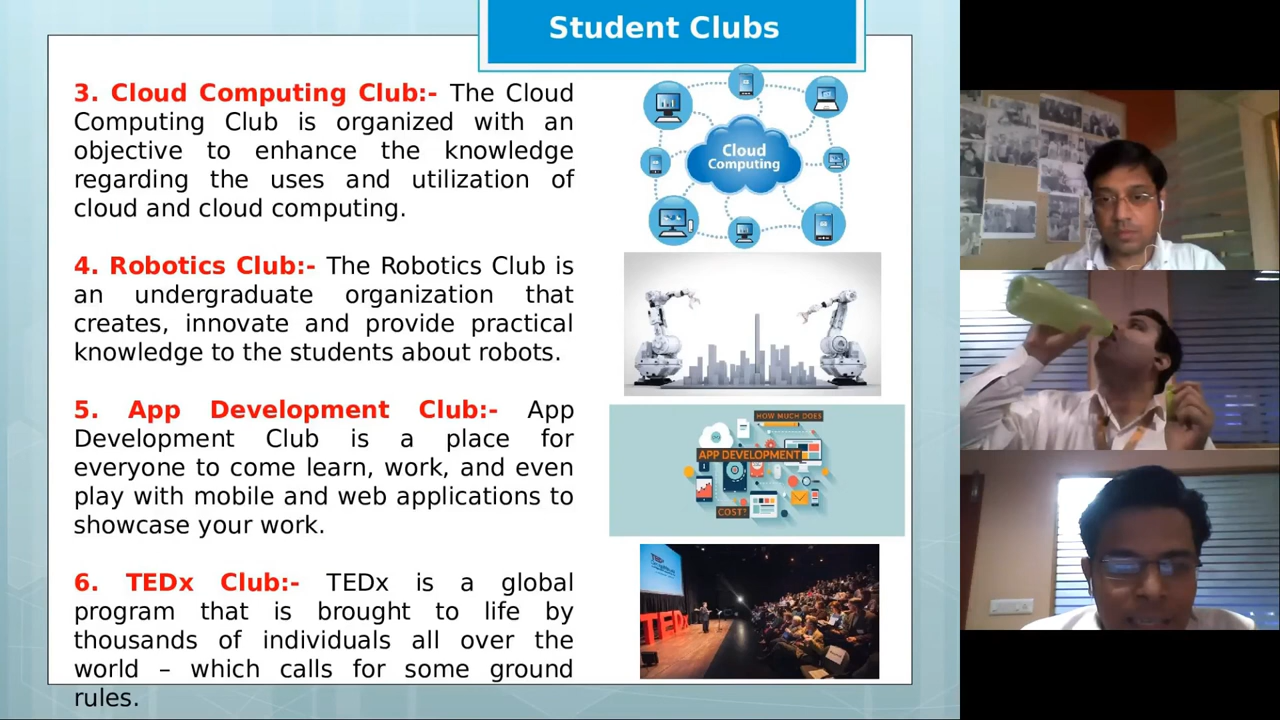 Student Clubs
3. Cloud Computing Club:- The Cloud
Computing Club is organized with an
objective to enhance the knowledge
regarding the uses and utilization of
cloud and cloud computing.
4. Robotics Club:- The Robotics Club is
an undergraduate organization that
creates, innovate and provide practical
knowledge to the students about robots.
5. App Development Club:- App
Development Club is a place for
everyone to come learn, work, and even
play with mobile and web applications to
showcase your work.
6. TEDx Club:- TEDx is a global
program that is brought to life by
thousands of individuals all over the
world – which calls for some ground
rules.
Cloud
Computing
HOW MUCH DOES
APP DEVELOPMENT
COST?
TEDx